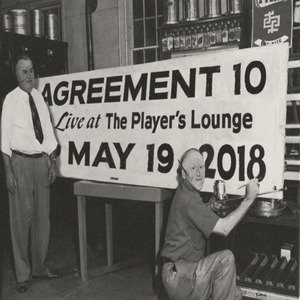 AGREEMENT 10
Live at The Player's Lounge
MAY 19 2018